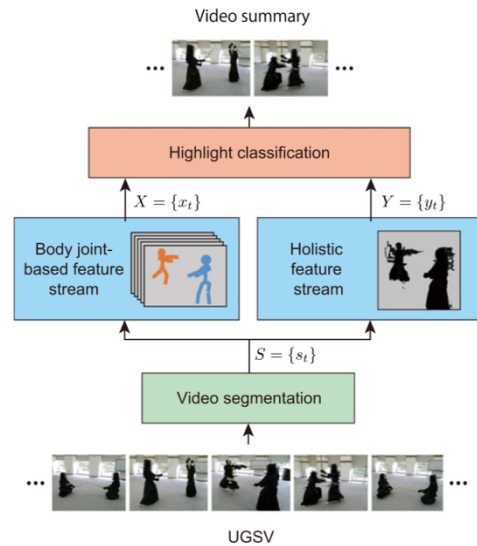 Video summary
... ...
Highlight classification
X = {x_t} Y = {y_t}
Body joint-
based feature
stream
Holistic
feature
stream
S = {s_t}
Video segmentation
... ...
UGSV